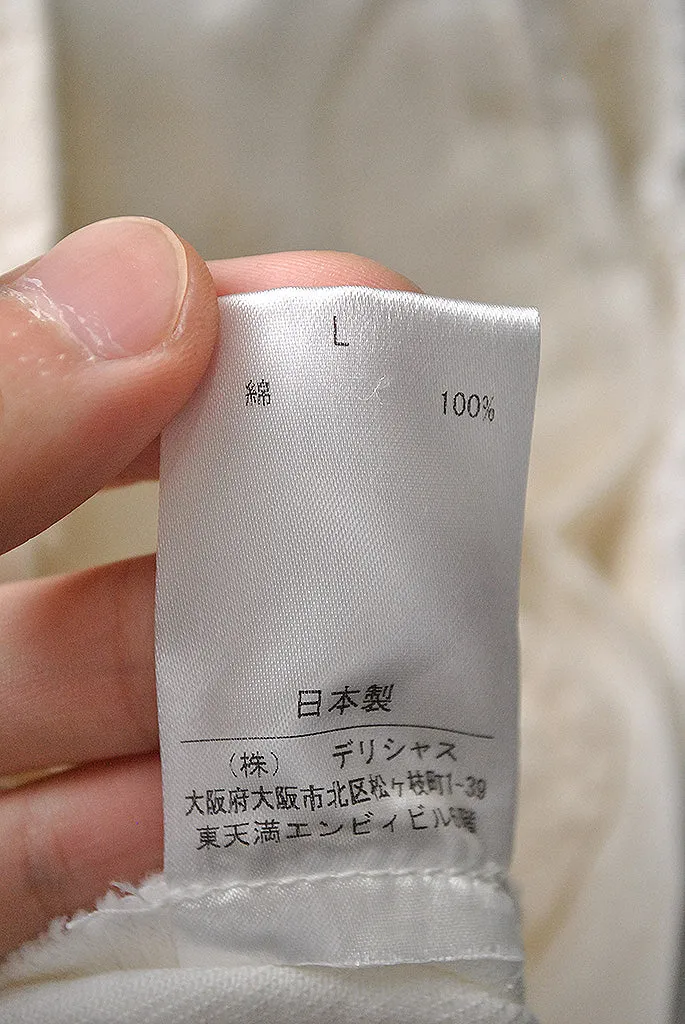 L
綿 100%
日本製
(株) デリシャス
大阪府大阪市北区松ヶ枝町1-39
東天満エンビィビル6階